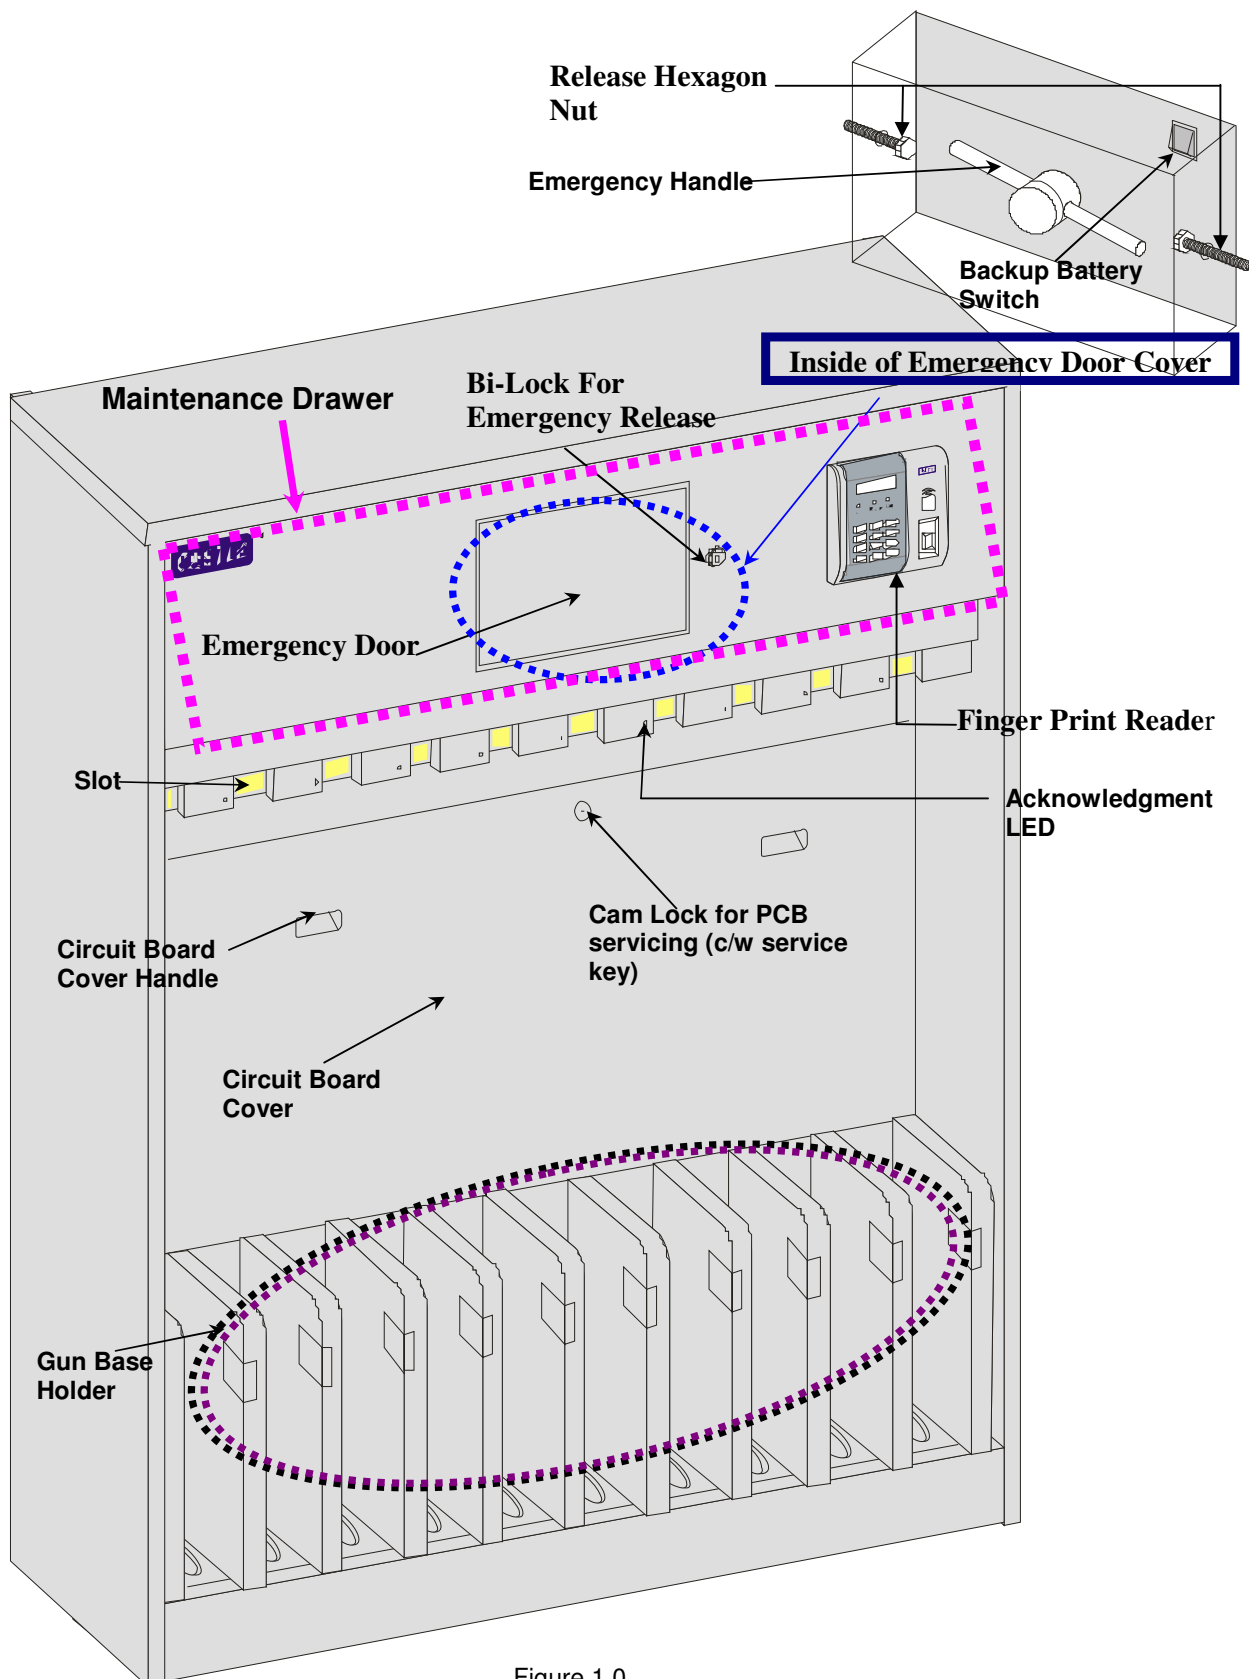 Release Hexagon
Nut
Emergency Handle
Backup Battery
Switch
Inside of Emergency Door Cover
Maintenance Drawer
Bi-Lock For
Emergency Release
Emergency Door
Finger Print Reader
Slot
Acknowledgment
LED
Cam Lock for PCB
servicing (c/w service
key)
Circuit Board
Cover Handle
Circuit Board
Cover
Gun Base
Holder
Figure 1.0